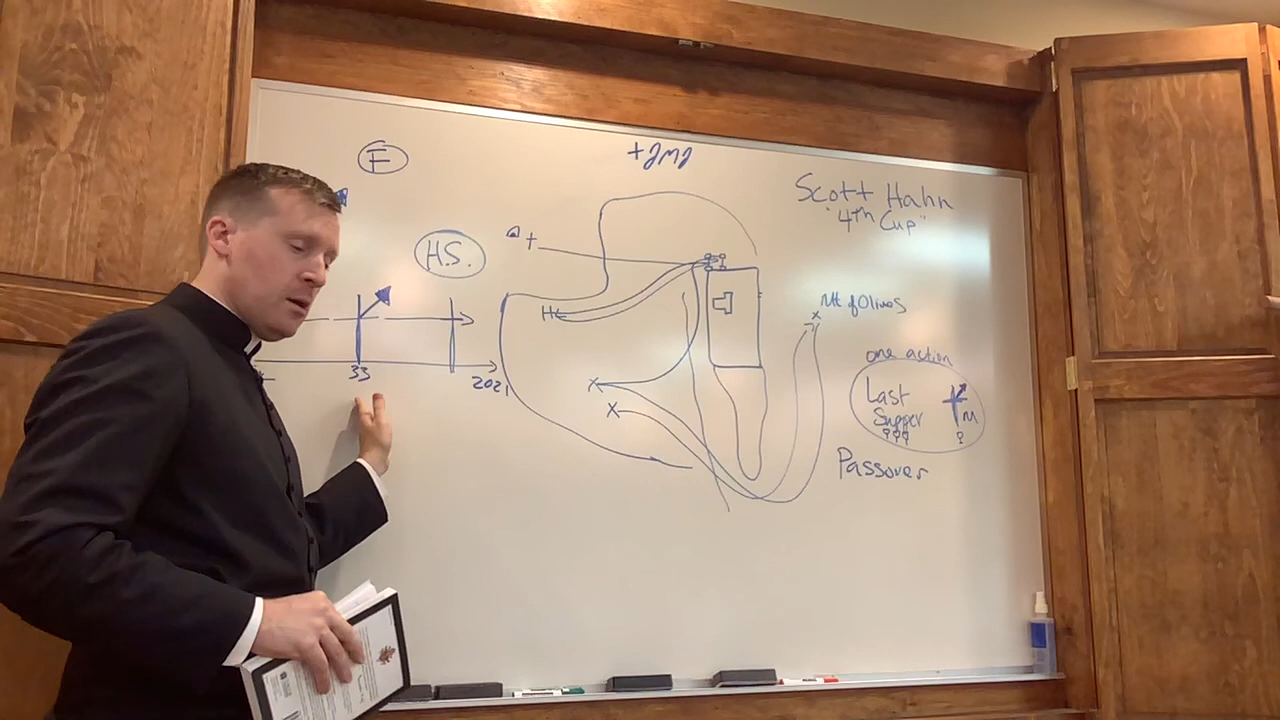 F
+JMJ
Scott Hahn
"4th Cup"
H.S.
+
H
Mt of Olives
33
2021
x
x
x
one action
Last
Supper
M
Passover